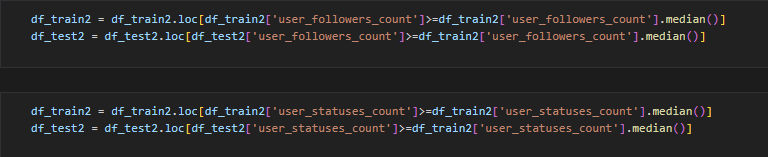 df_train2 = df_train2.loc[df_train2['user_followers_count']>=df_train2['user_followers_count'].median()]
df_test2 = df_test2.loc[df_test2['user_followers_count']>=df_train2['user_followers_count'].median()]
df_train2 = df_train2.loc[df_train2['user_statuses_count']>=df_train2['user_statuses_count'].median()]
df_test2 = df_test2.loc[df_test2['user_statuses_count']>=df_train2['user_statuses_count'].median()]